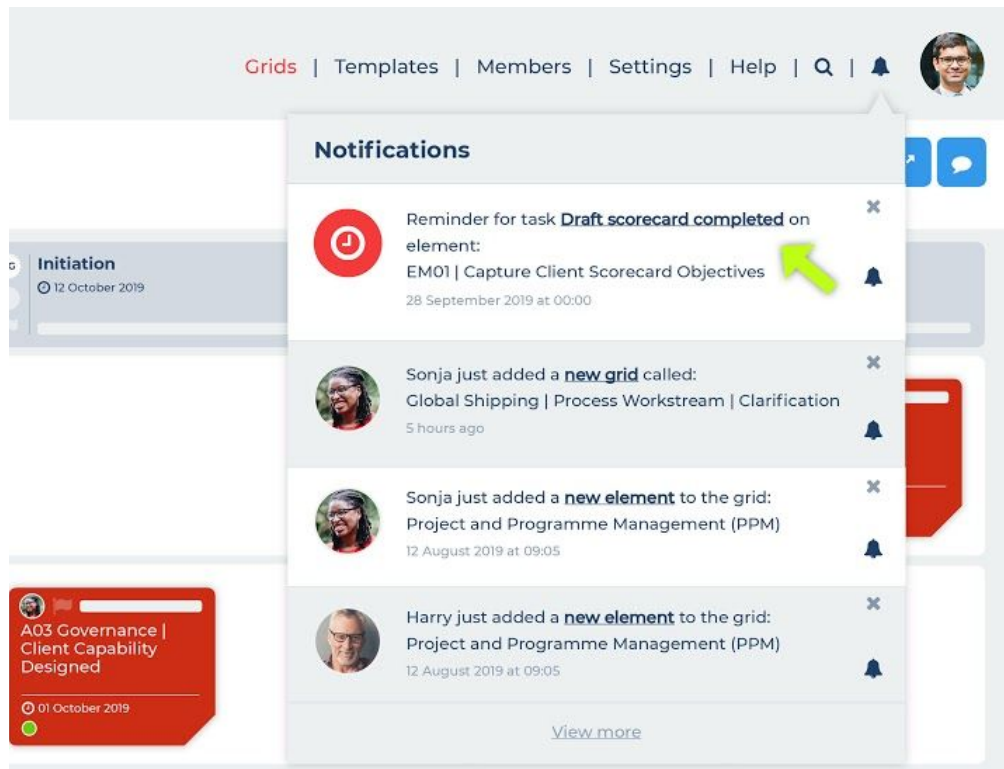 Grids | Templates | Members | Settings | Help |
Notifications
Reminder for task Draft scorecard completed on
element:
EM01 | Capture Client Scorecard Objectives
28 September 2019 at 00:00
Initiation
12 October 2019
Sonja just added a new grid called:
Global Shipping | Process Workstream | Clarification
5 hours ago
Sonja just added a new element to the grid:
Project and Programme Management (PPM)
12 August 2019 at 09:05
Harry just added a new element to the grid:
Project and Programme Management (PPM)
12 August 2019 at 09:05
View more
A03 Governance |
Client Capability
Designed
01 October 2019